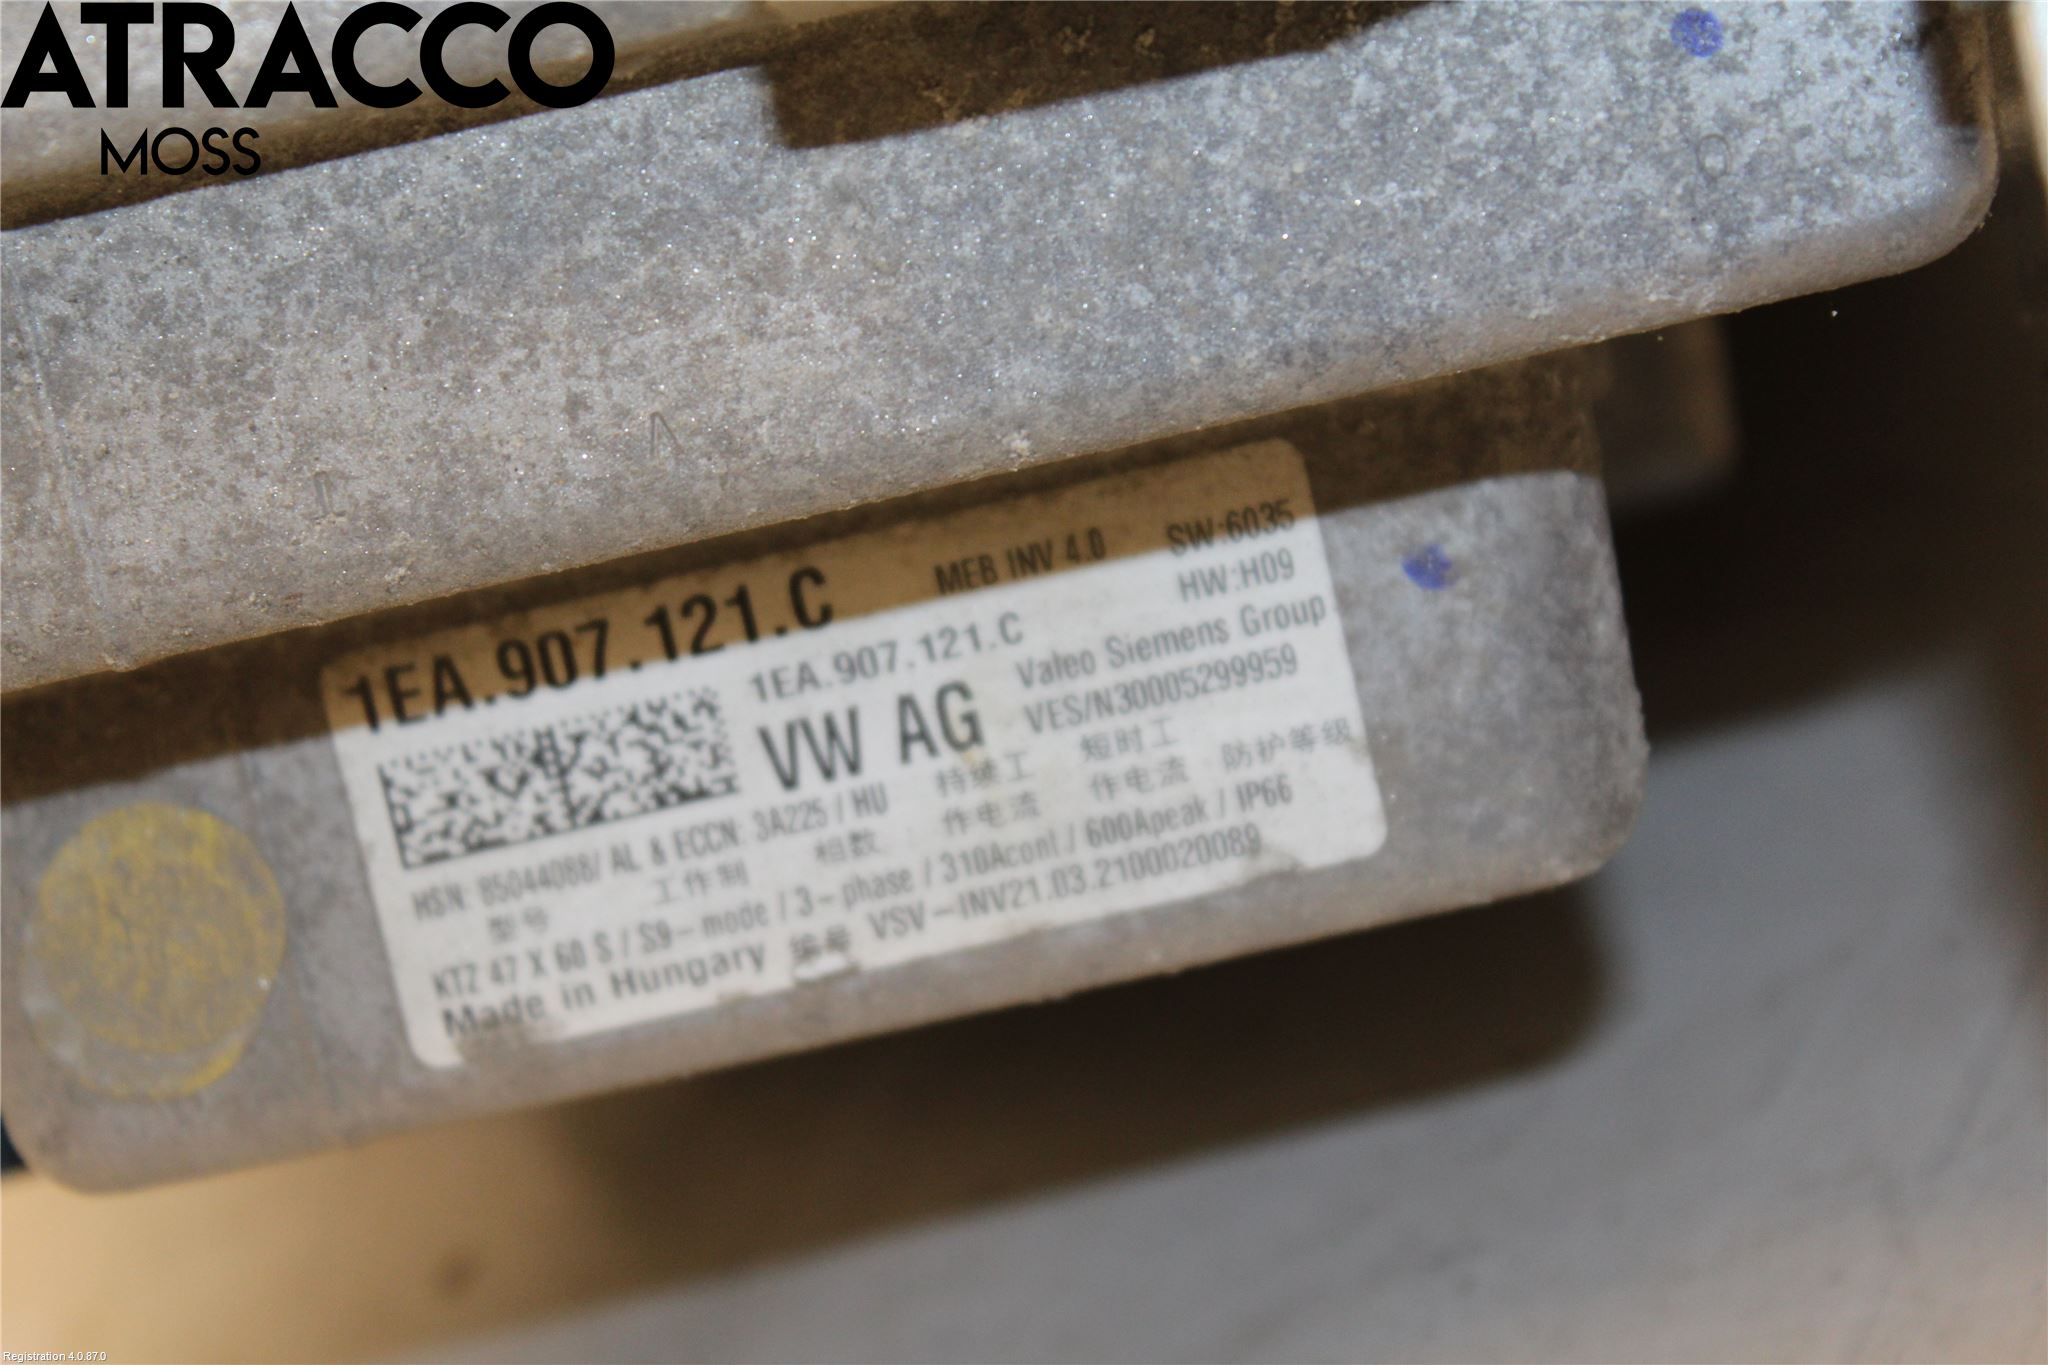 ATRACCO
MOSS
1EA.907.121.C
MEB INV 4.0
SW:6035
HW:H09
1EA.907.121.C
Valeo Siemens Group
VW AG
VES/N30005299959
持续工 短时工
作电流 作电流 防护等级
HSN: 85044088/ AL & ECCN: 3A225 / HU
型号 工作制 相数
KTZ 47 X 60 S / S9-mode / 3-phase / 310Acont / 600Apeak / IP66
Made in Hungary 编号 VSV-INV21.03.2100020089
Registration 4.0.87.0